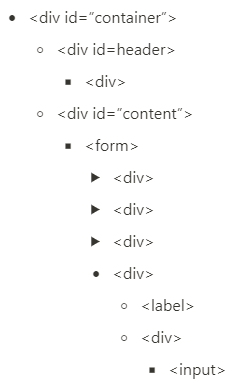 <div id="container">
<div id=header>
<div>
<div id="content">
<form>
<div>
<div>
<div>
<div>
<label>
<div>
<input>